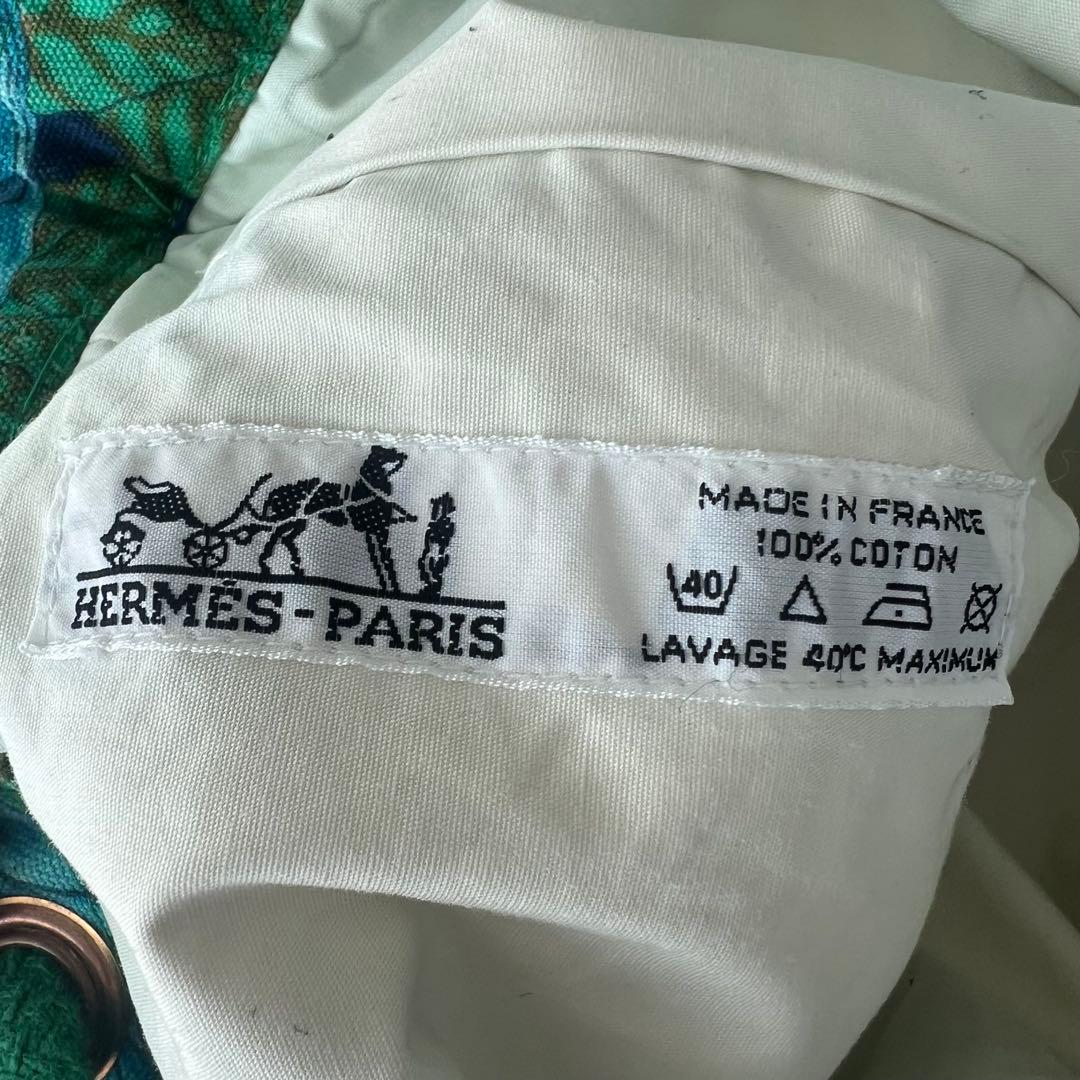 HERMÈS-PARIS
MADE IN FRANCE
100% COTON
40
LAVAGE 40°C MAXIMUM